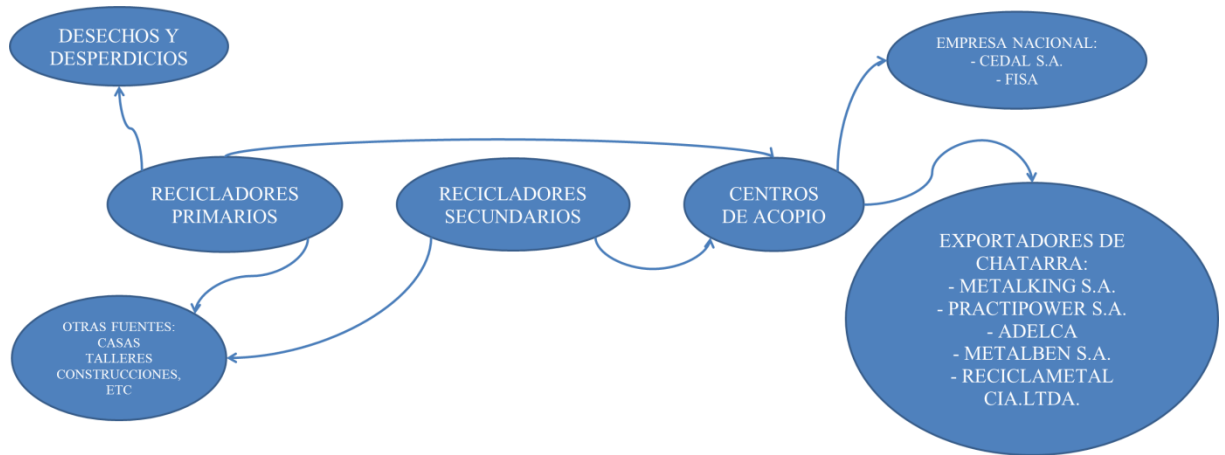 DESECHOS Y
DESPERDICIOS
EMPRESA NACIONAL:
- CEDAL S.A.
- FISA
RECICLADORES
PRIMARIOS
RECICLADORES
SECUNDARIOS
CENTROS
DE ACOPIO
OTRAS FUENTES:
CASAS
TALLERES
CONSTRUCCIONES,
ETC
EXPORTADORES DE
CHATARRA:
- METALKING S.A.
- PRACTIPOWER S.A.
- ADELCA
- METALBEN S.A.
- RECICLAMETAL
CIA.LTDA.